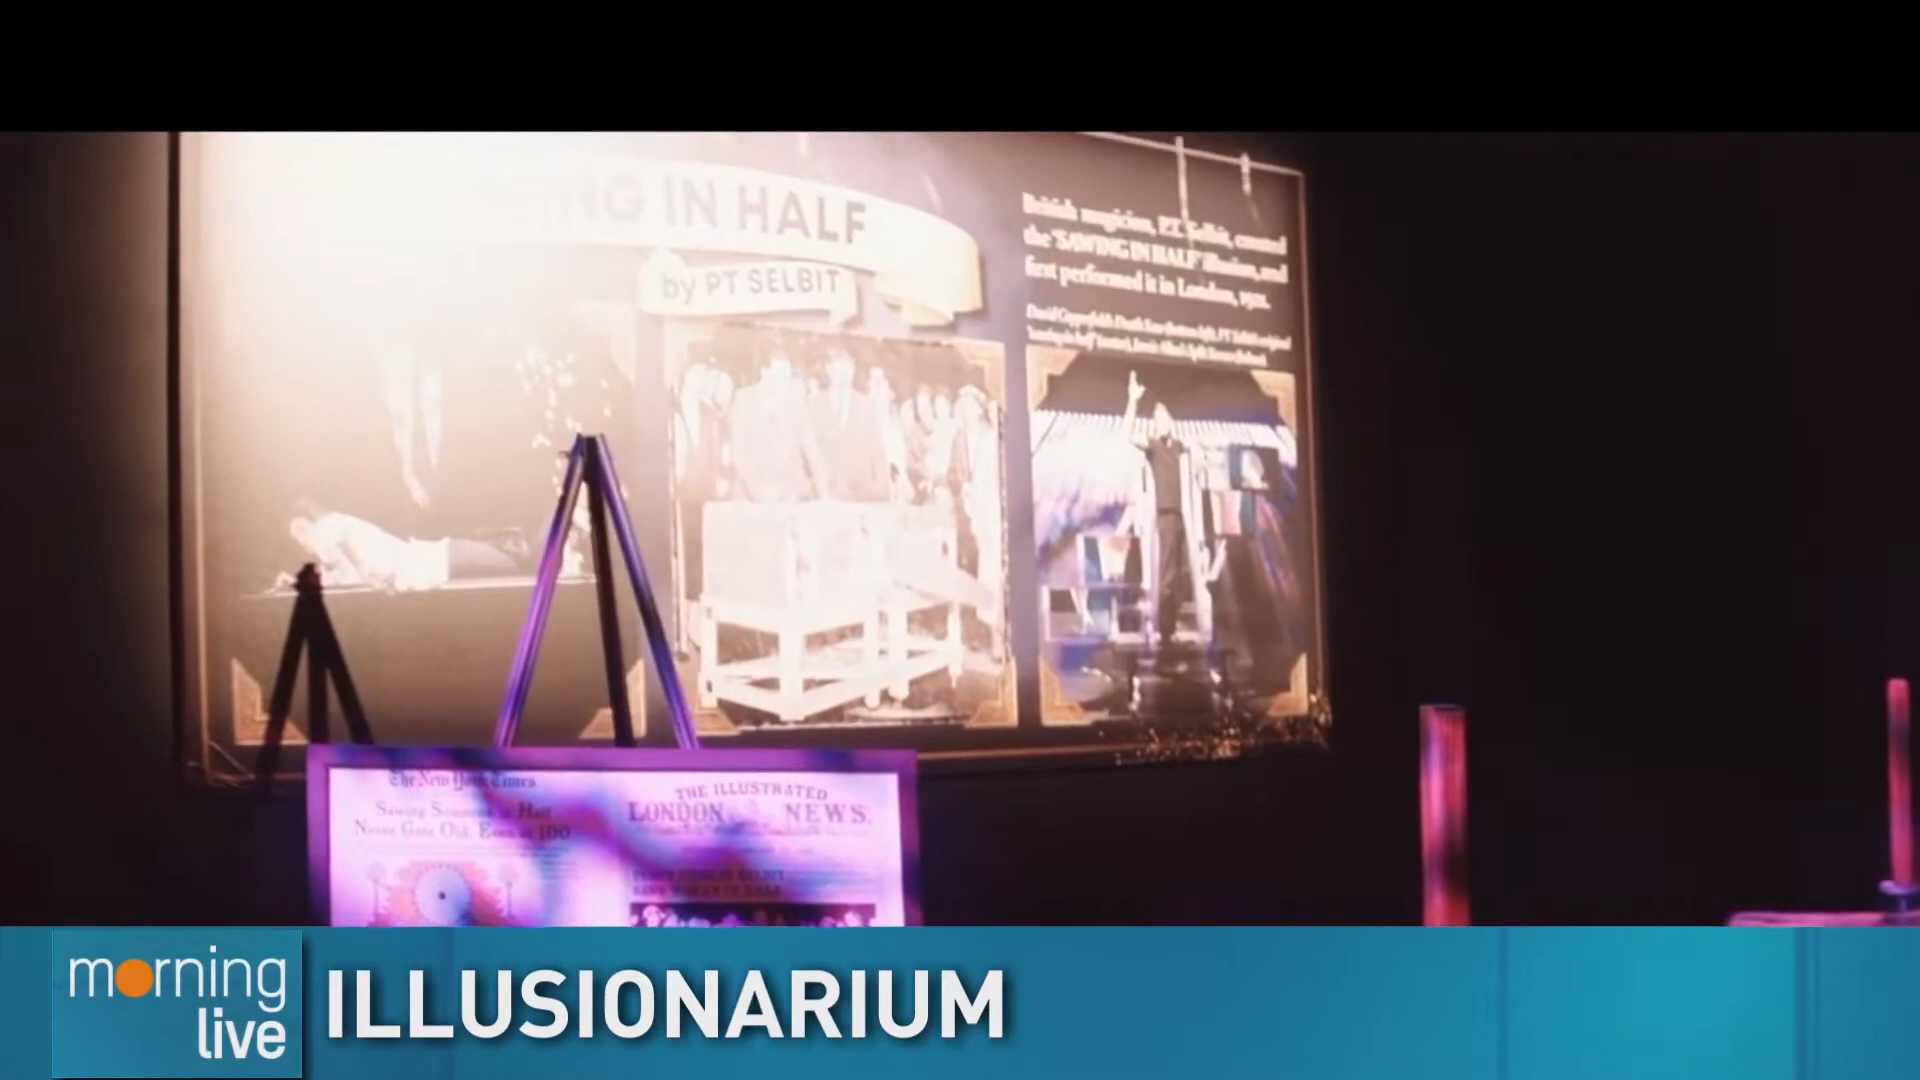 ING IN HALF
by PT SELBIT
British magician, P.T. Selbit, created
the 'SAWING IN HALF' illusion, and
first performed it in London, 1921.
The New York Times
Sawing Someone in Half
Never Gets Old. Even at 100
THE ILLUSTRATED
LONDON NEWS.
morning
live
ILLUSIONARIUM